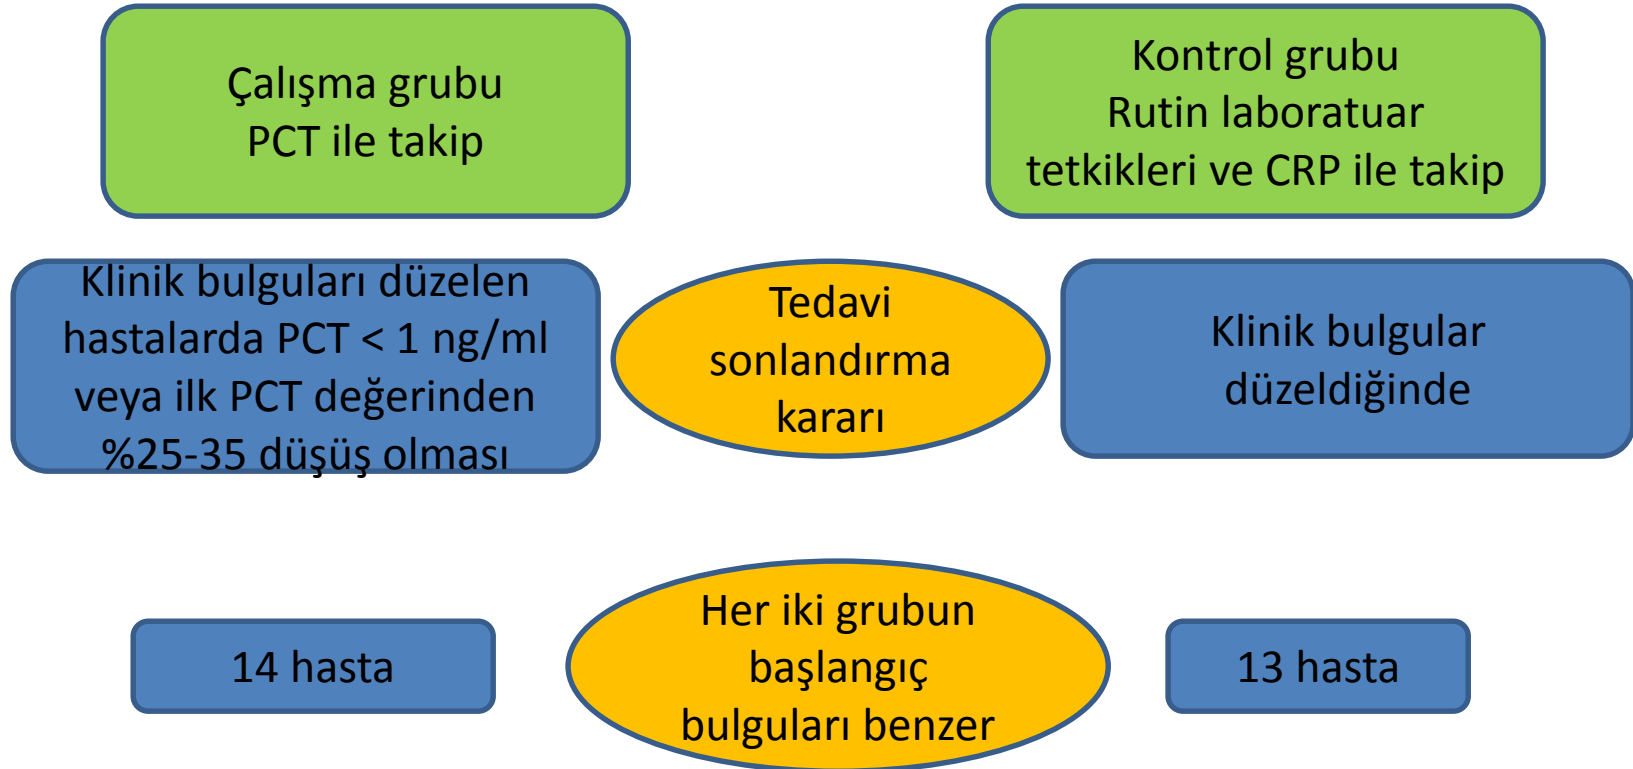 Çalışma grubu
PCT ile takip
Kontrol grubu
Rutin laboratuar
tetkikleri ve CRP ile takip
Klinik bulguları düzelen
hastalarda PCT < 1 ng/ml
veya ilk PCT değerinden
%25-35 düşüş olması
Tedavi
sonlandırma
kararı
Klinik bulgular
düzeldiğinde
14 hasta
Her iki grubun
başlangıç
bulguları benzer
13 hasta